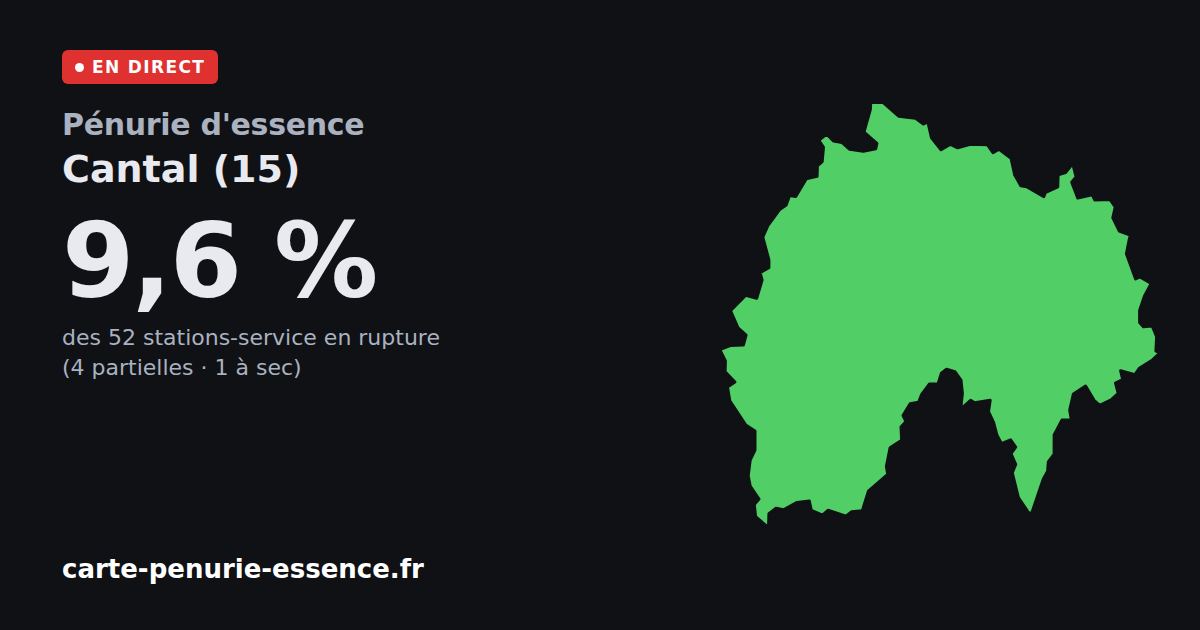 EN DIRECT
Pénurie d'essence
Cantal (15)
9,6 %
des 52 stations-service en rupture
(4 partielles · 1 à sec)
carte-penurie-essence.fr